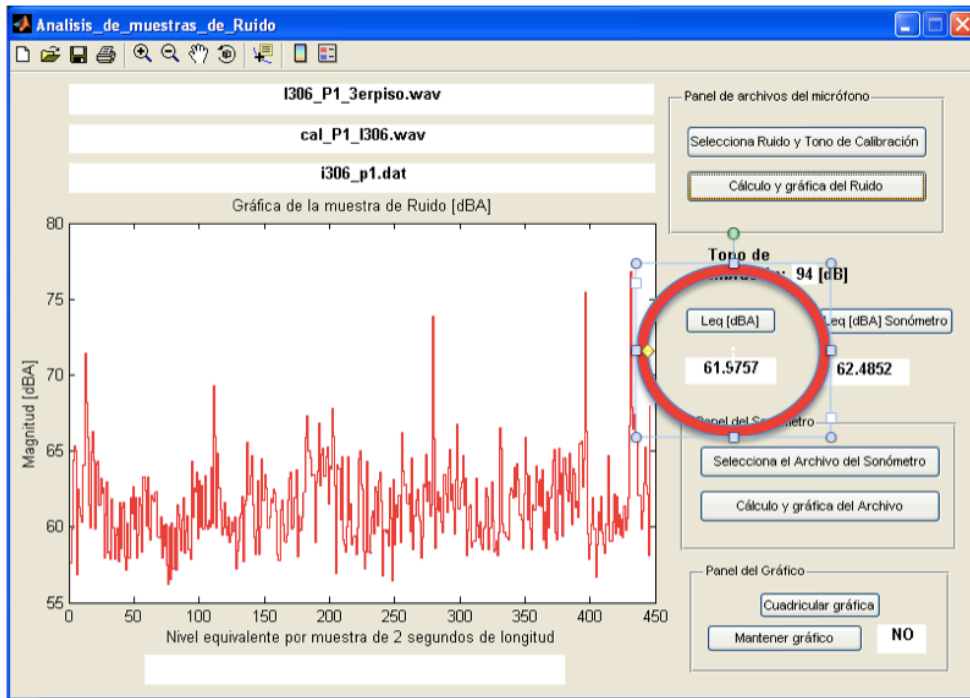 Analisis_de_muestras_de_Ruido
I306_P1_3erpiso.wav
cal_P1_I306.wav
i306_p1.dat
Gráfica de la muestra de Ruido [dBA]
80
75
70
65
60
55
Magnitud [dBA]
0 50 100 150 200 250 300 350 400 450
Nivel equivalente por muestra de 2 segundos de longitud
Panel de archivos del micrófono
Selecciona Ruido y Tono de Calibración
Cálculo y gráfica del Ruido
Tono de
94 [dB]
Leq [dBA]
Leq [dBA] Sonómetro
61.9757
62.4852
Panel del
Selecciona el Archivo del Sonómetro
Cálculo y gráfica del Archivo
Panel del Gráfico
Cuadricular gráfica
Mantener gráfico
NO